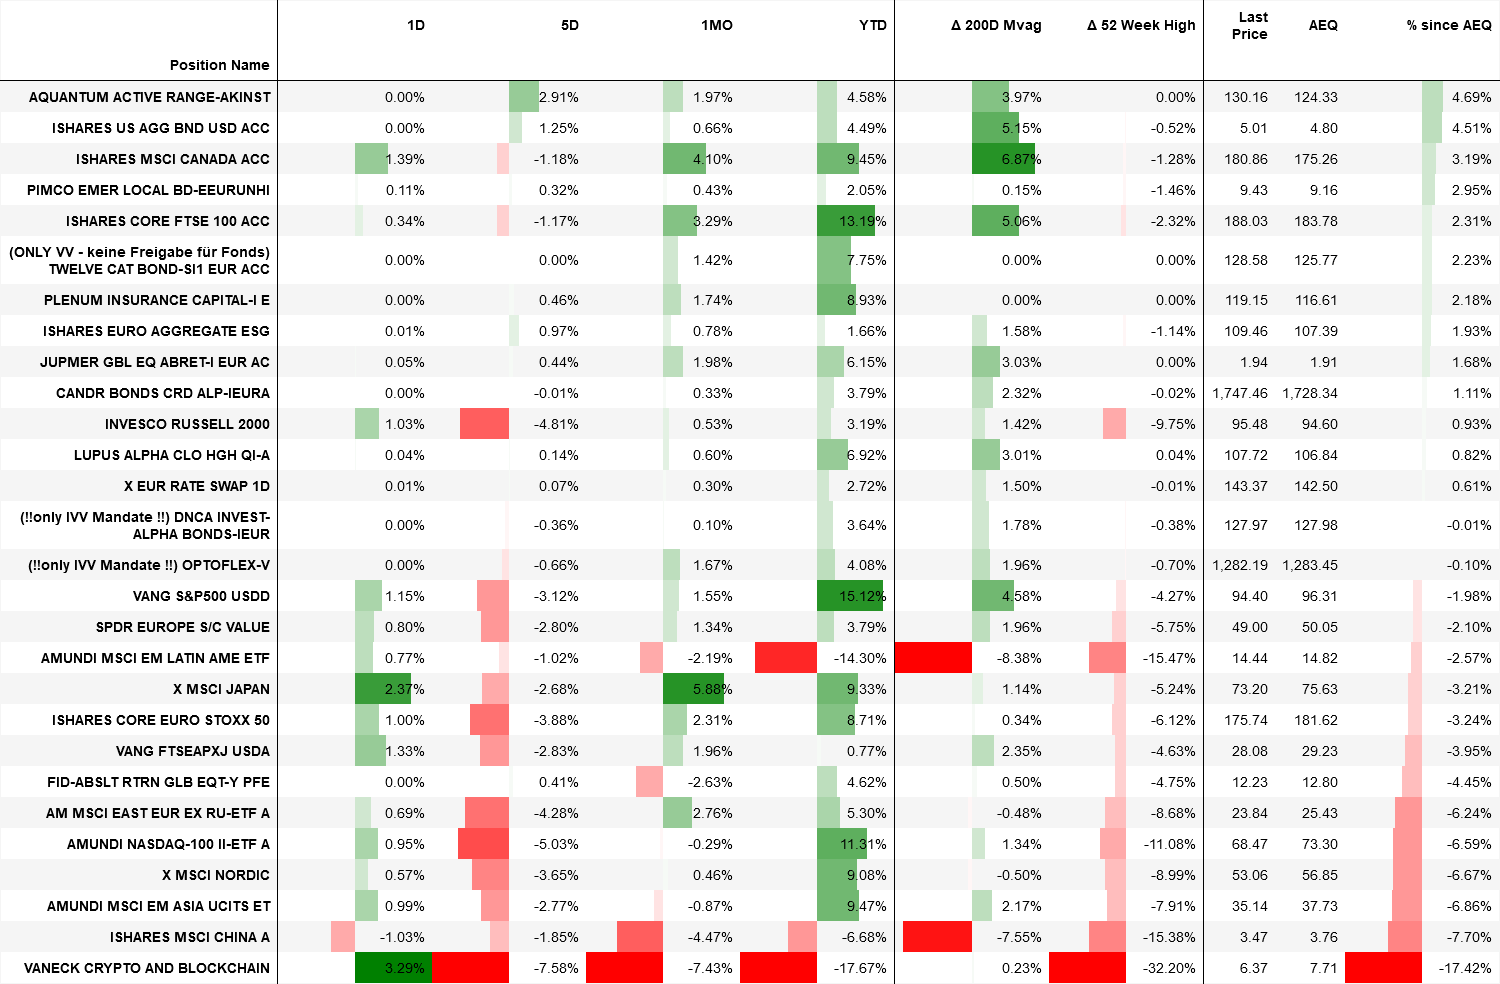 Position Name 1D 5D 1MO YTD Δ 200D Mvag Δ 52 Week High Last Price AEQ % since AEQ
AQUANTUM ACTIVE RANGE-AKINST 0.00% 2.91% 1.97% 4.58% 3.97% 0.00% 130.16 124.33 4.69%
ISHARES US AGG BND USD ACC 0.00% 1.25% 0.66% 4.49% 5.15% -0.52% 5.01 4.80 4.51%
ISHARES MSCI CANADA ACC 1.39% -1.18% 4.10% 9.45% 6.87% -1.28% 180.86 175.26 3.19%
PIMCO EMER LOCAL BD-EEURUNHI 0.11% 0.32% 0.43% 2.05% 0.15% -1.46% 9.43 9.16 2.95%
ISHARES CORE FTSE 100 ACC 0.34% -1.17% 3.29% 13.19% 5.06% -2.32% 188.03 183.78 2.31%
(ONLY VV - keine Freigabe für Fonds)
TWELVE CAT BOND-SI1 EUR ACC 0.00% 0.00% 1.42% 7.75% 0.00% 0.00% 128.58 125.77 2.23%
PLENUM INSURANCE CAPITAL-I E 0.00% 0.46% 1.74% 8.93% 0.00% 0.00% 119.15 116.61 2.18%
ISHARES EURO AGGREGATE ESG 0.01% 0.97% 0.78% 1.66% 1.58% -1.14% 109.46 107.39 1.93%
JUPMER GBL EQ ABRET-I EUR AC 0.05% 0.44% 1.98% 6.15% 3.03% 0.00% 1.94 1.91 1.68%
CANDR BONDS CRD ALP-IEURA 0.00% -0.01% 0.33% 3.79% 2.32% -0.02% 1,747.46 1,728.34 1.11%
INVESCO RUSSELL 2000 1.03% -4.81% 0.53% 3.19% 1.42% -9.75% 95.48 94.60 0.93%
LUPUS ALPHA CLO HGH QI-A 0.04% 0.14% 0.60% 6.92% 3.01% 0.04% 107.72 106.84 0.82%
X EUR RATE SWAP 1D 0.01% 0.07% 0.30% 2.72% 1.50% -0.01% 143.37 142.50 0.61%
(!!only IVV Mandate !!) DNCA INVEST-
ALPHA BONDS-IEUR 0.00% -0.36% 0.10% 3.64% 1.78% -0.38% 127.97 127.98 -0.01%
(!!only IVV Mandate !!) OPTOFLEX-V 0.00% -0.66% 1.67% 4.08% 1.96% -0.70% 1,282.19 1,283.45 -0.10%
VANG S&P500 USDD 1.15% -3.12% 1.55% 15.12% 4.58% -4.27% 94.40 96.31 -1.98%
SPDR EUROPE S/C VALUE 0.80% -2.80% 1.34% 3.79% 1.96% -5.75% 49.00 50.05 -2.10%
AMUNDI MSCI EM LATIN AME ETF 0.77% -1.02% -2.19% -14.30% -8.38% -15.47% 14.44 14.82 -2.57%
X MSCI JAPAN 2.37% -2.68% 5.88% 9.33% 1.14% -5.24% 73.20 75.63 -3.21%
ISHARES CORE EURO STOXX 50 1.00% -3.88% 2.31% 8.71% 0.34% -6.12% 175.74 181.62 -3.24%
VANG FTSEAPXJ USDA 1.33% -2.83% 1.96% 0.77% 2.35% -4.63% 28.08 29.23 -3.95%
FID-ABSLT RTRN GLB EQT-Y PFE 0.00% 0.41% -2.63% 4.62% 0.50% -4.75% 12.23 12.80 -4.45%
AM MSCI EAST EUR EX RU-ETF A 0.69% -4.28% 2.76% 5.30% -0.48% -8.68% 23.84 25.43 -6.24%
AMUNDI NASDAQ-100 II-ETF A 0.95% -5.03% -0.29% 11.31% 1.34% -11.08% 68.47 73.30 -6.59%
X MSCI NORDIC 0.57% -3.65% 0.46% 9.08% -0.50% -8.99% 53.06 56.85 -6.67%
AMUNDI MSCI EM ASIA UCITS ET 0.99% -2.77% -0.87% 9.47% 2.17% -7.91% 35.14 37.73 -6.86%
ISHARES MSCI CHINA A -1.03% -1.85% -4.47% -6.68% -7.55% -15.38% 3.47 3.76 -7.70%
VANECK CRYPTO AND BLOCKCHAIN 3.29% -7.58% -7.43% -17.67% 0.23% -32.20% 6.37 7.71 -17.42%